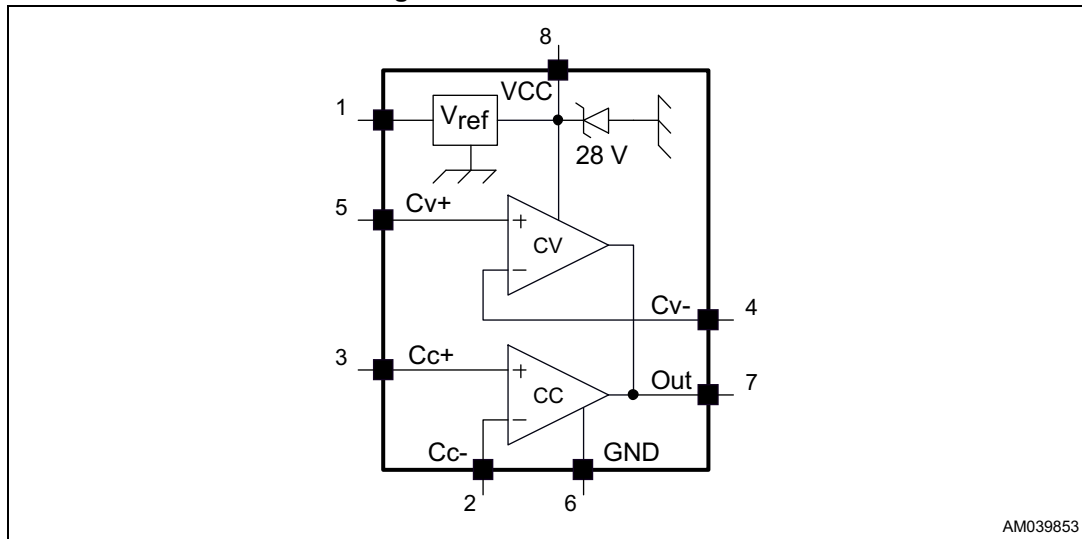 8
VCC
1
Vref
28 V
5
Cv+
+
CV
−
Cv-
4
3
Cc+
+
CC
−
Out
7
Cc-
GND
2
6
AM039853